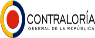 CONTRALORÍA
GENERAL DE LA REPÚBLICA